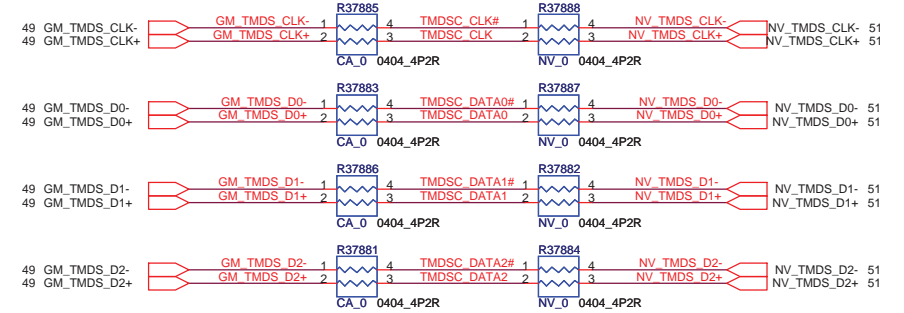 R37885 R37888
49 GM_TMDS_CLK- GM_TMDS_CLK- 1 4 TMDSC_CLK# 1 4 NV_TMDS_CLK- NV_TMDS_CLK- 51
49 GM_TMDS_CLK+ GM_TMDS_CLK+ 2 3 TMDSC_CLK 2 3 NV_TMDS_CLK+ NV_TMDS_CLK+ 51
CA_0 0404_4P2R NV_0 0404_4P2R
R37883 R37887
49 GM_TMDS_D0- GM_TMDS_D0- 1 4 TMDSC_DATA0# 1 4 NV_TMDS_D0- NV_TMDS_D0- 51
49 GM_TMDS_D0+ GM_TMDS_D0+ 2 3 TMDSC_DATA0 2 3 NV_TMDS_D0+ NV_TMDS_D0+ 51
CA_0 0404_4P2R NV_0 0404_4P2R
R37886 R37882
49 GM_TMDS_D1- GM_TMDS_D1- 1 4 TMDSC_DATA1# 1 4 NV_TMDS_D1- NV_TMDS_D1- 51
49 GM_TMDS_D1+ GM_TMDS_D1+ 2 3 TMDSC_DATA1 2 3 NV_TMDS_D1+ NV_TMDS_D1+ 51
CA_0 0404_4P2R NV_0 0404_4P2R
R37881 R37884
49 GM_TMDS_D2- GM_TMDS_D2- 1 4 TMDSC_DATA2# 1 4 NV_TMDS_D2- NV_TMDS_D2- 51
49 GM_TMDS_D2+ GM_TMDS_D2+ 2 3 TMDSC_DATA2 2 3 NV_TMDS_D2+ NV_TMDS_D2+ 51
CA_0 0404_4P2R NV_0 0404_4P2R